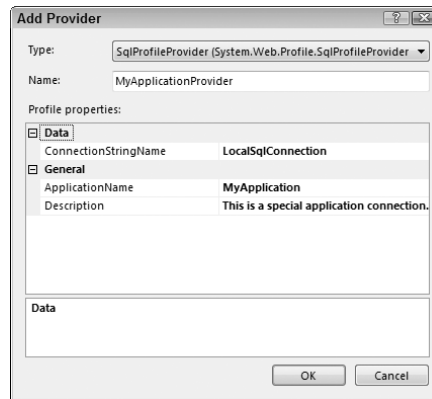 Add Provider
Type: SqlProfileProvider (System.Web.Profile.SqlProfileProvider
Name: MyApplicationProvider
Profile properties:
Data
ConnectionStringName LocalSqlConnection
General
ApplicationName MyApplication
Description This is a special application connection.
Data
OK Cancel